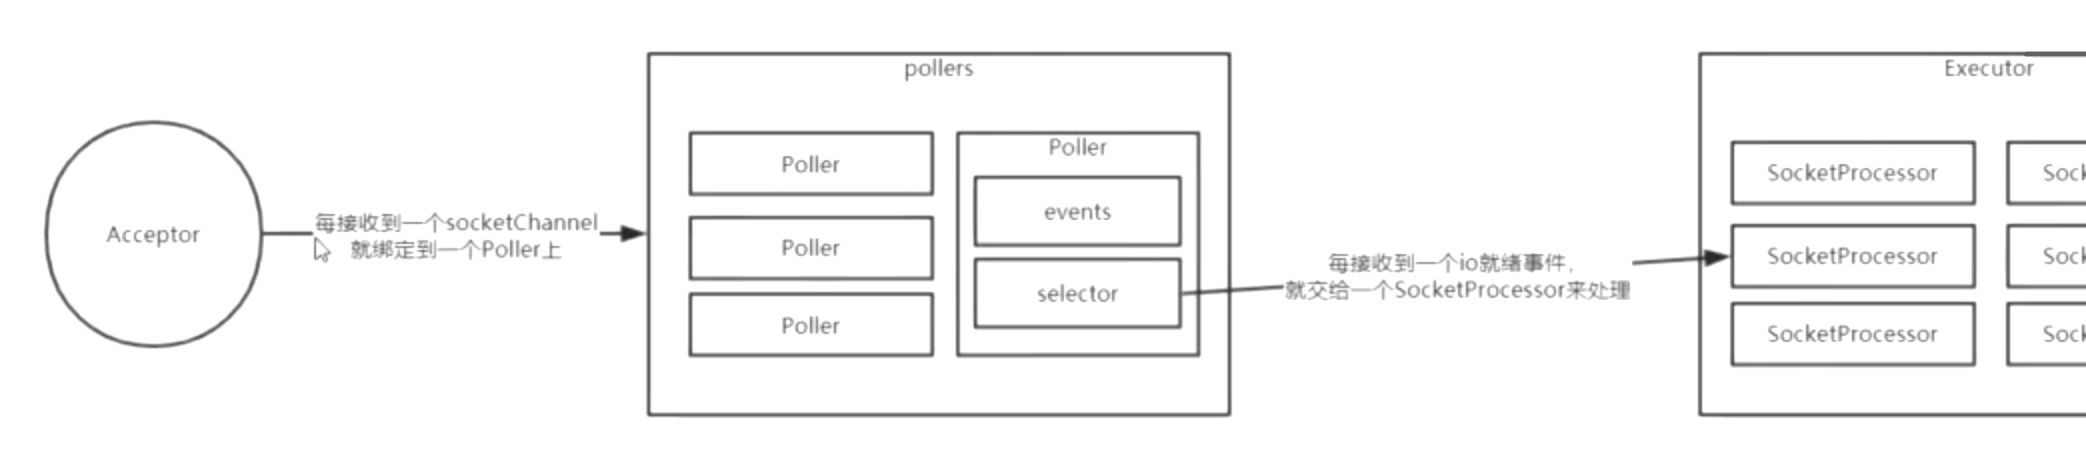 Acceptor
每接收到一个socketChannel
就绑定到一个Poller上
pollers
Poller
Poller
Poller
Poller
events
selector
每接收到一个io就绪事件,
就交给一个SocketProcessor来处理
Executor
SocketProcessor
Sock
SocketProcessor
Sock
SocketProcessor
Sock